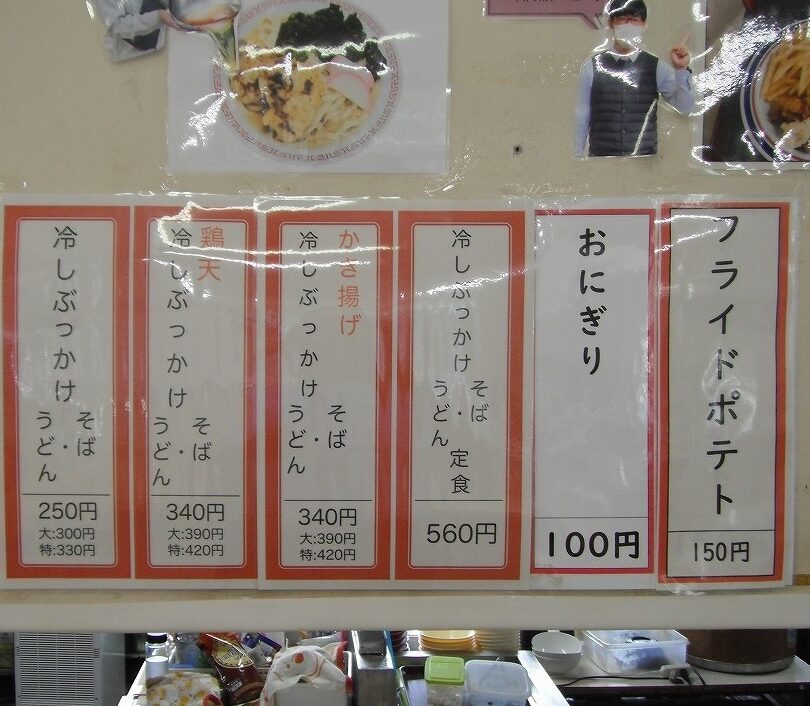 冷しぶっかけ
そば
・
うどん
250円
大:300円
特:330円
鶏天
冷しぶっかけ
そば
・
うどん
340円
大:390円
特:420円
かき揚げ
冷しぶっかけ
そば
・
うどん
340円
大:390円
特:420円
冷しぶっかけ
そば
・
うどん
定食
560円
おにぎり
100円
フライドポテト
150円